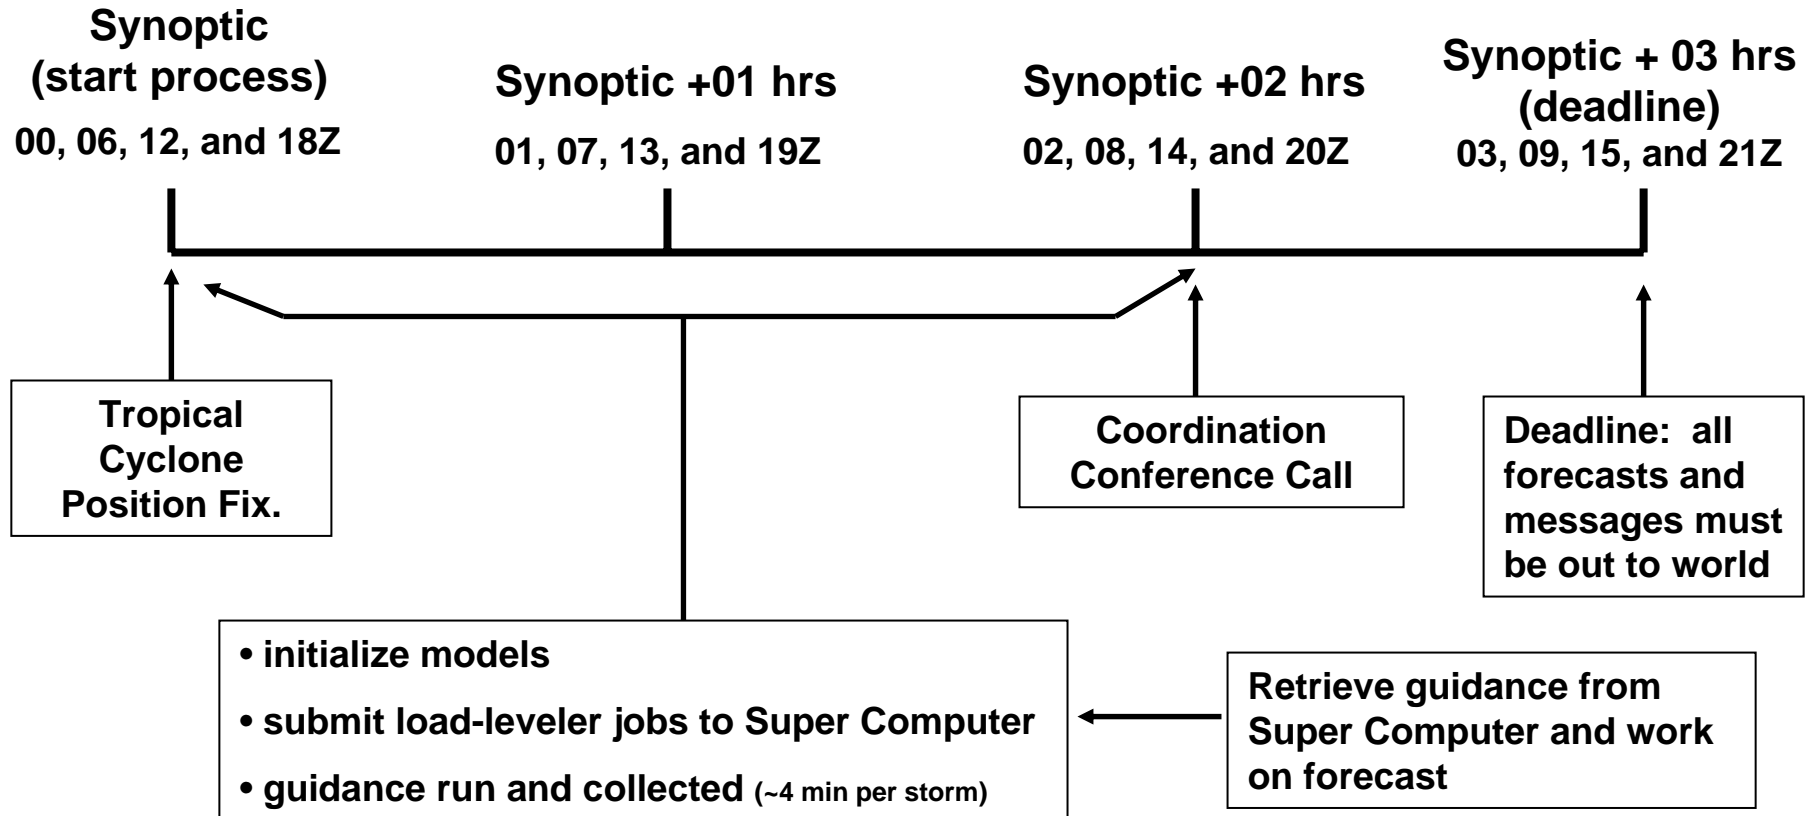 Synoptic
(start process)
00, 06, 12, and 18Z
Synoptic +01 hrs
01, 07, 13, and 19Z
Synoptic +02 hrs
02, 08, 14, and 20Z
Synoptic + 03 hrs
(deadline)
03, 09, 15, and 21Z
Tropical
Cyclone
Position Fix.
Coordination
Conference Call
Deadline:  all
forecasts and
messages must
be out to world
• initialize models
• submit load-leveler jobs to Super Computer
• guidance run and collected (~4 min per storm)
Retrieve guidance from
Super Computer and work
on forecast